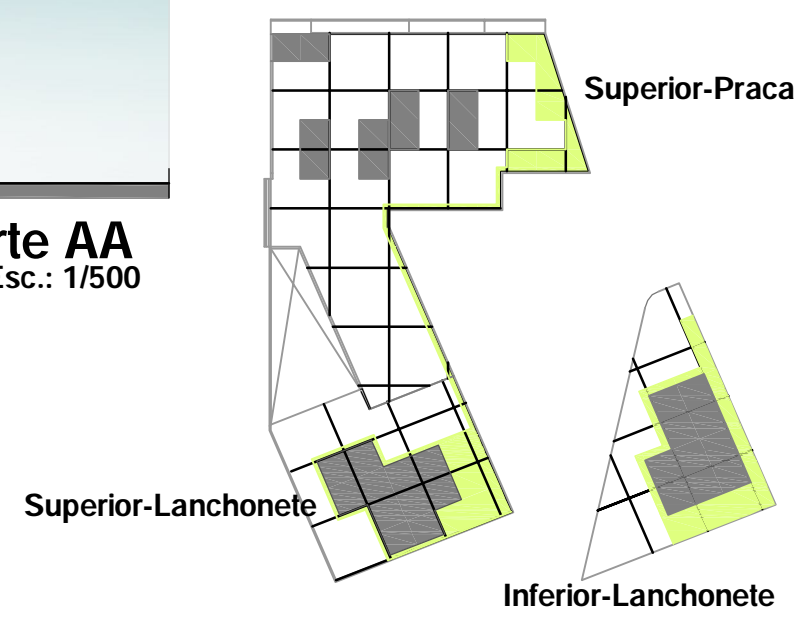 Superior-Praca
rte AA
Esc.: 1/500
Superior-Lanchonete
Inferior-Lanchonete